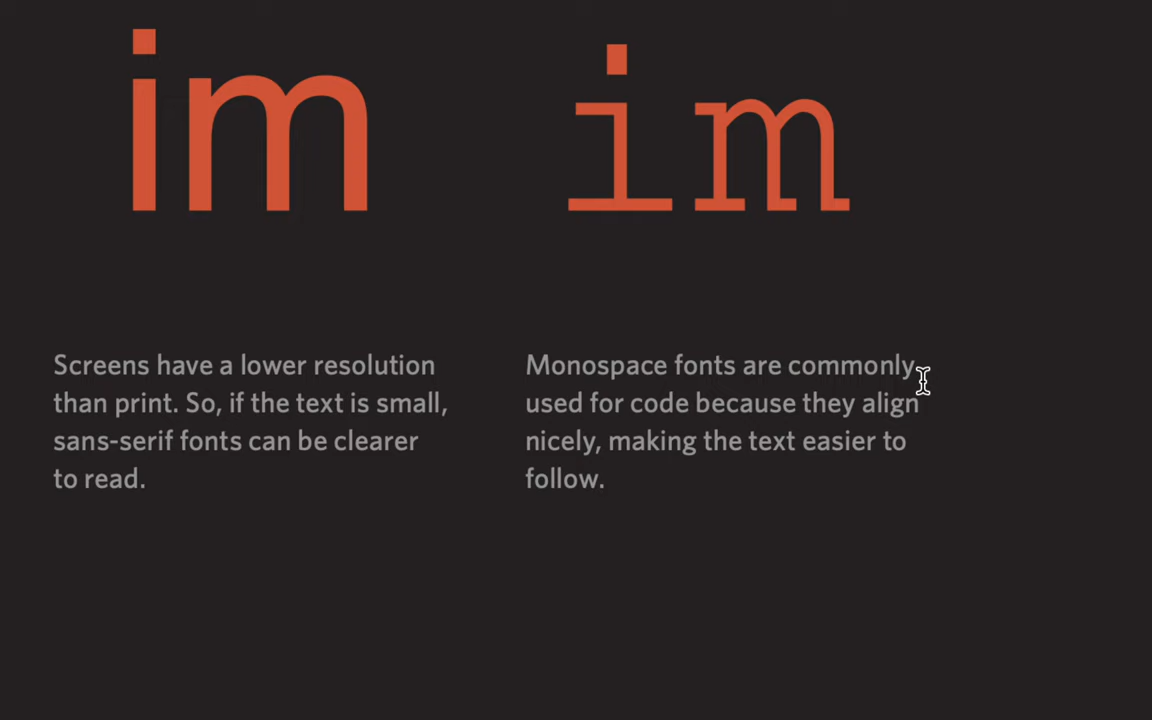 im
im
Screens have a lower resolution
than print. So, if the text is small,
sans-serif fonts can be clearer
to read.
Monospace fonts are commonly
used for code because they align
nicely, making the text easier to
follow.